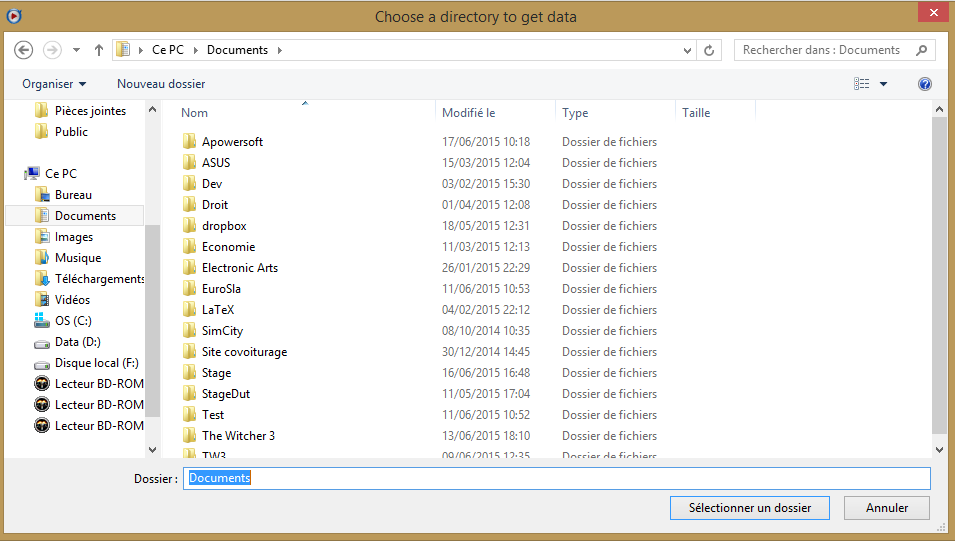 Choose a directory to get data
Ce PC Documents
Rechercher dans : Documents
Organiser Nouveau dossier
Pièces jointes
Public
Ce PC
Bureau
Documents
Images
Musique
Téléchargements
Vidéos
OS (C:)
Data (D:)
Disque local (F:)
Lecteur BD-ROM
Lecteur BD-ROM
Lecteur BD-ROM
Nom Modifié le Type Taille
Apowersoft 17/06/2015 10:18 Dossier de fichiers
ASUS 15/03/2015 12:04 Dossier de fichiers
Dev 03/02/2015 15:30 Dossier de fichiers
Droit 01/04/2015 12:08 Dossier de fichiers
dropbox 18/05/2015 12:31 Dossier de fichiers
Economie 11/03/2015 12:13 Dossier de fichiers
Electronic Arts 26/01/2015 22:29 Dossier de fichiers
EuroSla 11/06/2015 10:53 Dossier de fichiers
LaTeX 04/02/2015 22:12 Dossier de fichiers
SimCity 08/10/2014 10:35 Dossier de fichiers
Site covoiturage 30/12/2014 14:45 Dossier de fichiers
Stage 16/06/2015 16:48 Dossier de fichiers
StageDut 11/05/2015 17:04 Dossier de fichiers
Test 11/06/2015 10:52 Dossier de fichiers
The Witcher 3 13/06/2015 18:10 Dossier de fichiers
TW3 09/06/2015 12:35 Dossier de fichiers
Dossier : Documents
Sélectionner un dossier Annuler